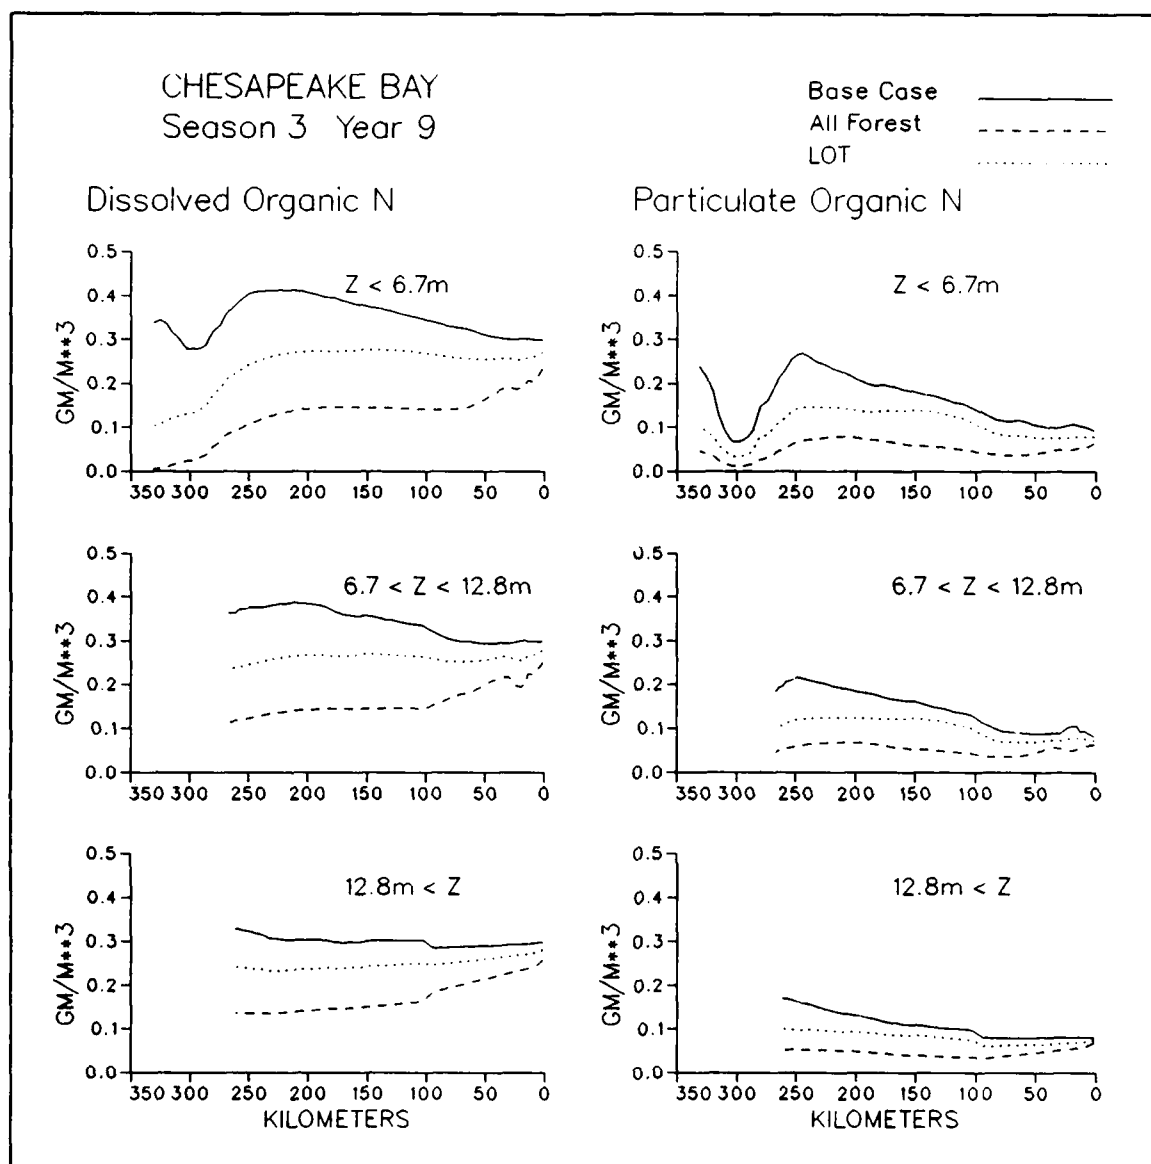 CHESAPEAKE BAY
Season 3 Year 9
Base Case
All Forest
LOT
Dissolved Organic N
Z < 6.7m
GM/M**3
0.5
0.4
0.3
0.2
0.1
0.0
350 300 250 200 150 100 50 0
Particulate Organic N
Z < 6.7m
GM/M**3
0.5
0.4
0.3
0.2
0.1
0.0
350 300 250 200 150 100 50 0
6.7 < Z < 12.8m
GM/M**3
0.5
0.4
0.3
0.2
0.1
0.0
350 300 250 200 150 100 50 0
6.7 < Z < 12.8m
GM/M**3
0.5
0.4
0.3
0.2
0.1
0.0
350 300 250 200 150 100 50 0
12.8m < Z
GM/M**3
0.5
0.4
0.3
0.2
0.1
0.0
350 300 250 200 150 100 50 0
KILOMETERS
12.8m < Z
GM/M**3
0.5
0.4
0.3
0.2
0.1
0.0
350 300 250 200 150 100 50 0
KILOMETERS